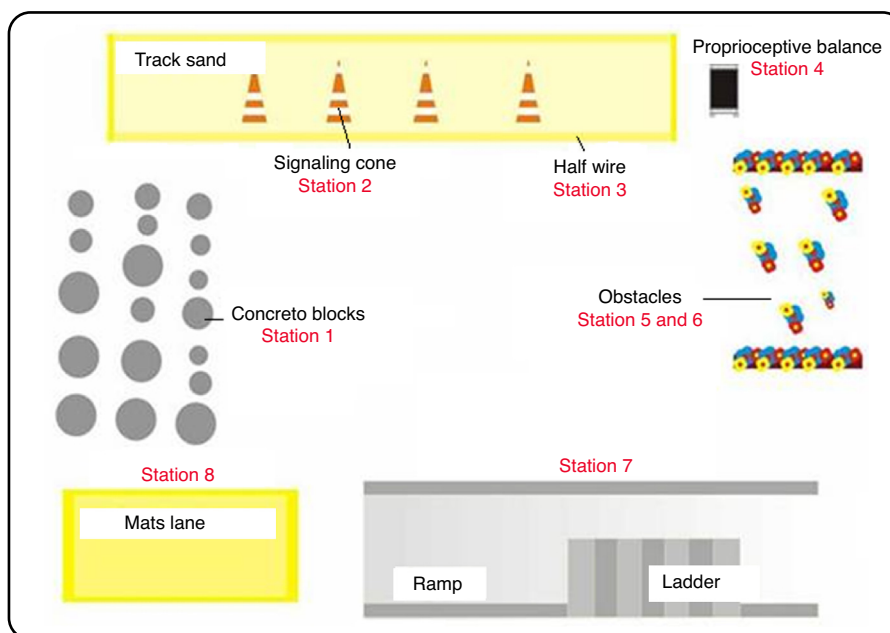 Track sand
Proprioceptive balance
Station 4
Signaling cone
Station 2
Half wire
Station 3
Concreto blocks
Station 1
Obstacles
Station 5 and 6
Station 8
Mats lane
Station 7
Ramp
Ladder